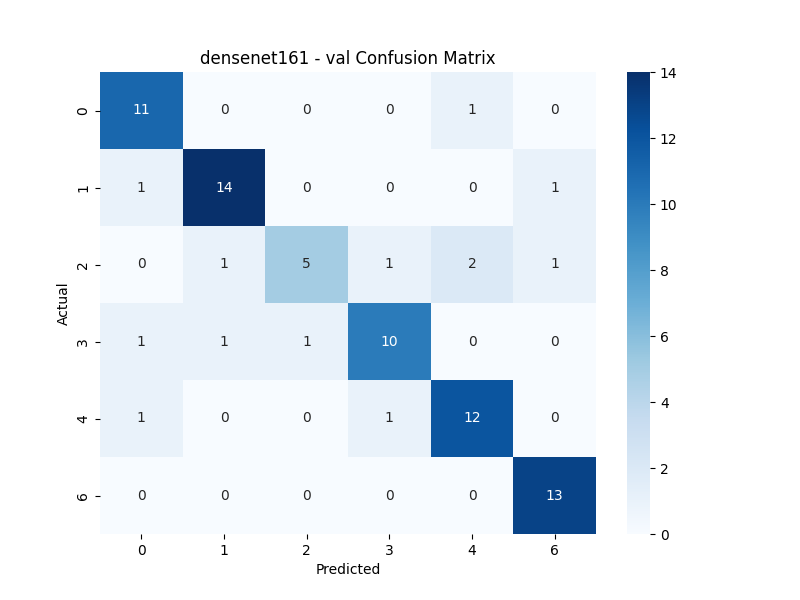 densenet161 - val Confusion Matrix
0 11 0 0 0 1 0
1 1 14 0 0 0 1
2 0 1 5 1 2 1
3 1 1 1 10 0 0
4 1 0 0 1 12 0
6 0 0 0 0 0 13
0 1 2 3 4 6
Predicted
Actual
14
12
10
8
6
4
2
0